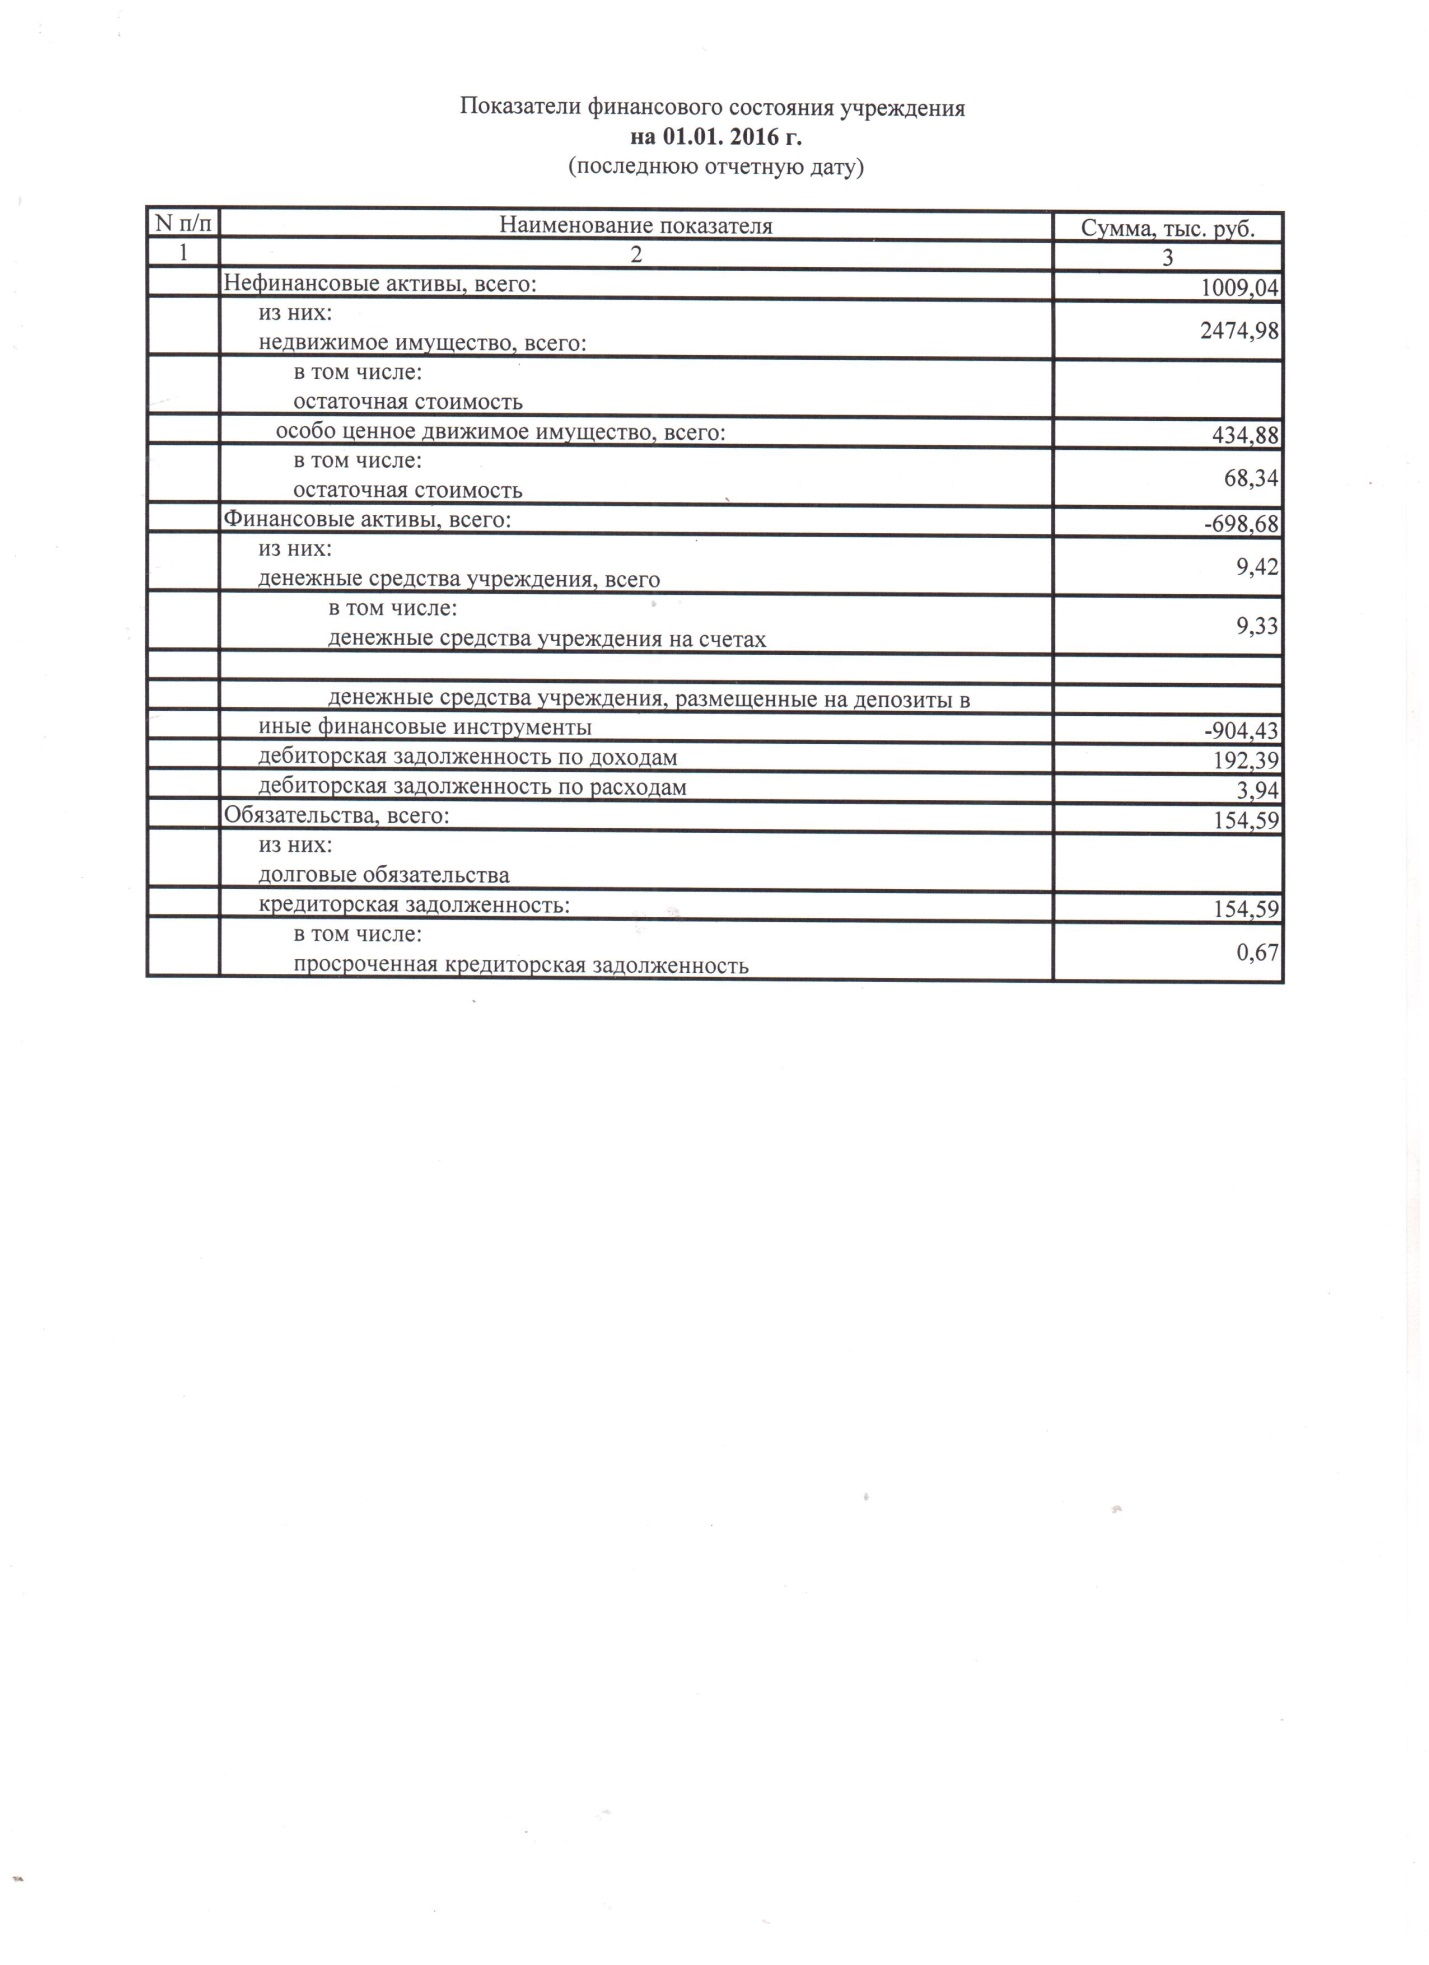 Показатели финансового состояния учреждения
на 01.01. 2016 г.
(последнюю отчетную дату)
N п/п Наименование показателя Сумма, тыс. руб.
1 2 3
Нефинансовые активы, всего: 1009,04
из них:
недвижимое имущество, всего: 2474,98
в том числе:
остаточная стоимость
особо ценное движимое имущество, всего: 434,88
в том числе:
остаточная стоимость 68,34
Финансовые активы, всего: -698,68
из них:
денежные средства учреждения, всего 9,42
в том числе:
денежные средства учреждения на счетах 9,33
денежные средства учреждения, размещенные на депозиты в
иные финансовые инструменты -904,43
дебиторская задолженность по доходам 192,39
дебиторская задолженность по расходам 3,94
Обязательства, всего: 154,59
из них:
долговые обязательства
кредиторская задолженность: 154,59
в том числе:
просроченная кредиторская задолженность 0,67